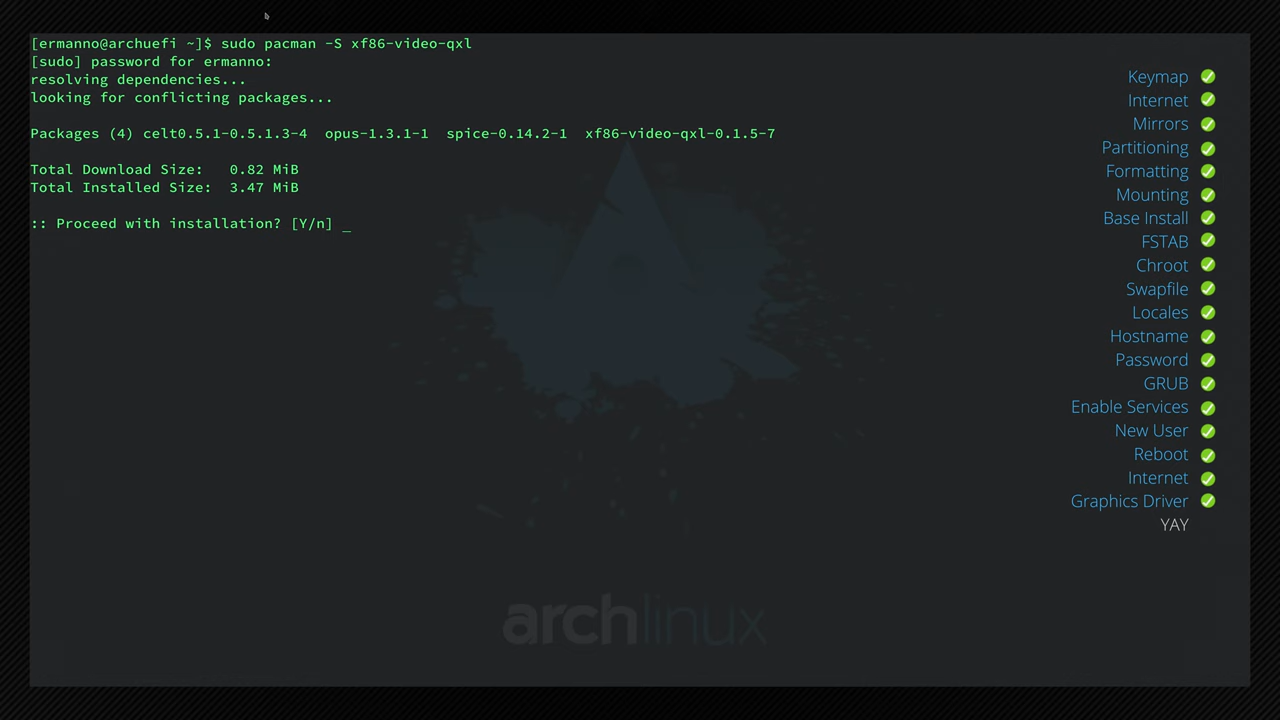 [ermanno@archuefi ~]$ sudo pacman -S xf86-video-qxl
[sudo] password for ermanno:
resolving dependencies...
looking for conflicting packages...
Packages (4) celt0.5.1-0.5.1.3-4  opus-1.3.1-1  spice-0.14.2-1  xf86-video-qxl-0.1.5-7
Total Download Size:   0.82 MiB
Total Installed Size:  3.47 MiB
:: Proceed with installation? [Y/n] _
Keymap
Internet
Mirrors
Partitioning
Formatting
Mounting
Base Install
FSTAB
Chroot
Swapfile
Locales
Hostname
Password
GRUB
Enable Services
New User
Reboot
Internet
Graphics Driver
YAY
archlinux